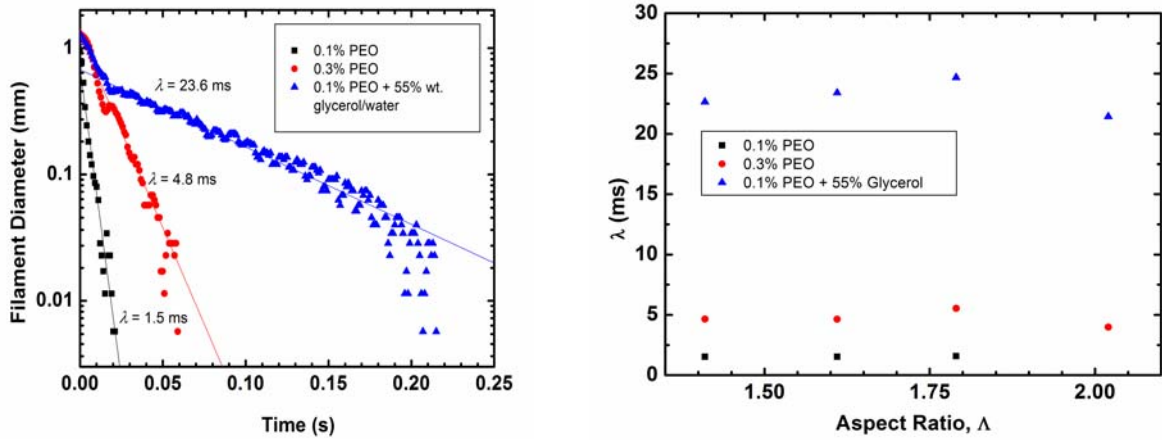 Filament Diameter (mm)
1
0.1
0.01
0.1% PEO
0.3% PEO
0.1% PEO + 55% wt.
glycerol/water
λ = 23.6 ms
λ = 4.8 ms
λ = 1.5 ms
0.00 0.05 0.10 0.15 0.20 0.25
Time (s)
λ (ms)
30
25
20
15
10
5
0
0.1% PEO
0.3% PEO
0.1% PEO + 55% Glycerol
1.50 1.75 2.00
Aspect Ratio, Λ